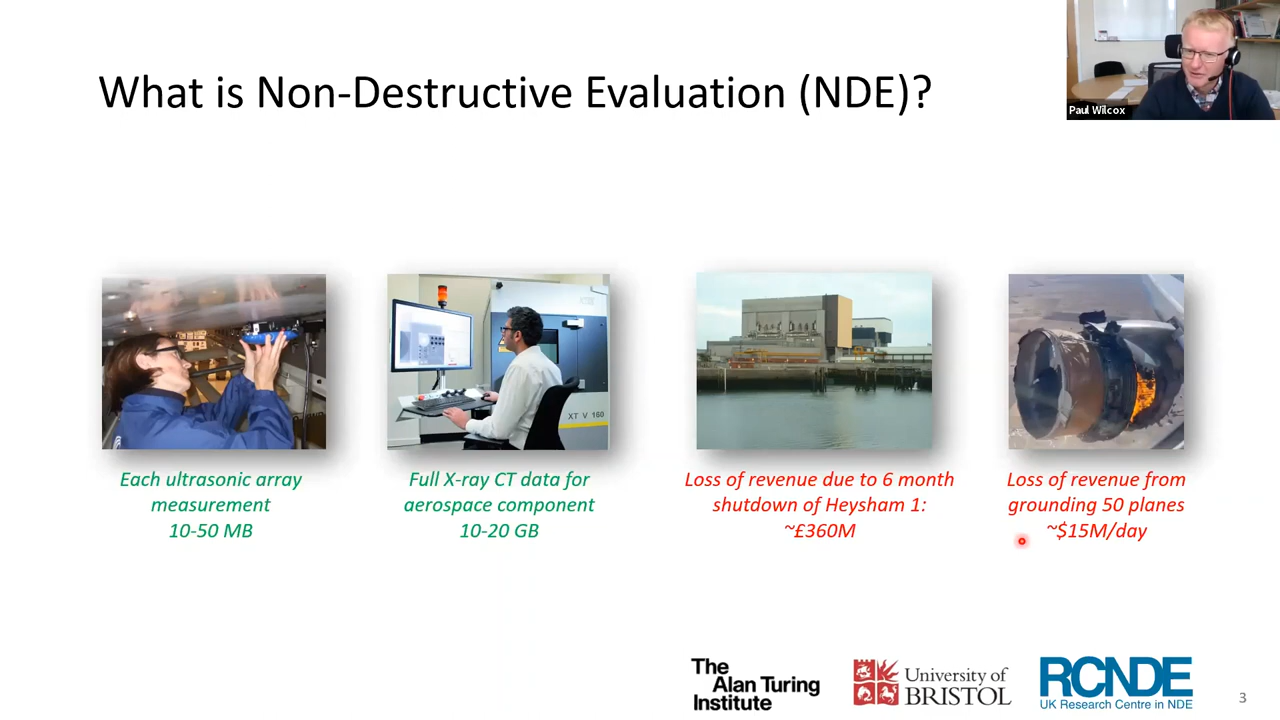 What is Non-Destructive Evaluation (NDE)?
Paul Wilcox
XT V 160
Each ultrasonic array
measurement
10-50 MB
Full X-ray CT data for
aerospace component
10-20 GB
Loss of revenue due to 6 month
shutdown of Heysham 1:
~£360M
Loss of revenue from
grounding 50 planes
~$15M/day
The
Alan Turing
Institute
University of
BRISTOL
RCNDE
UK Research Centre in NDE
3